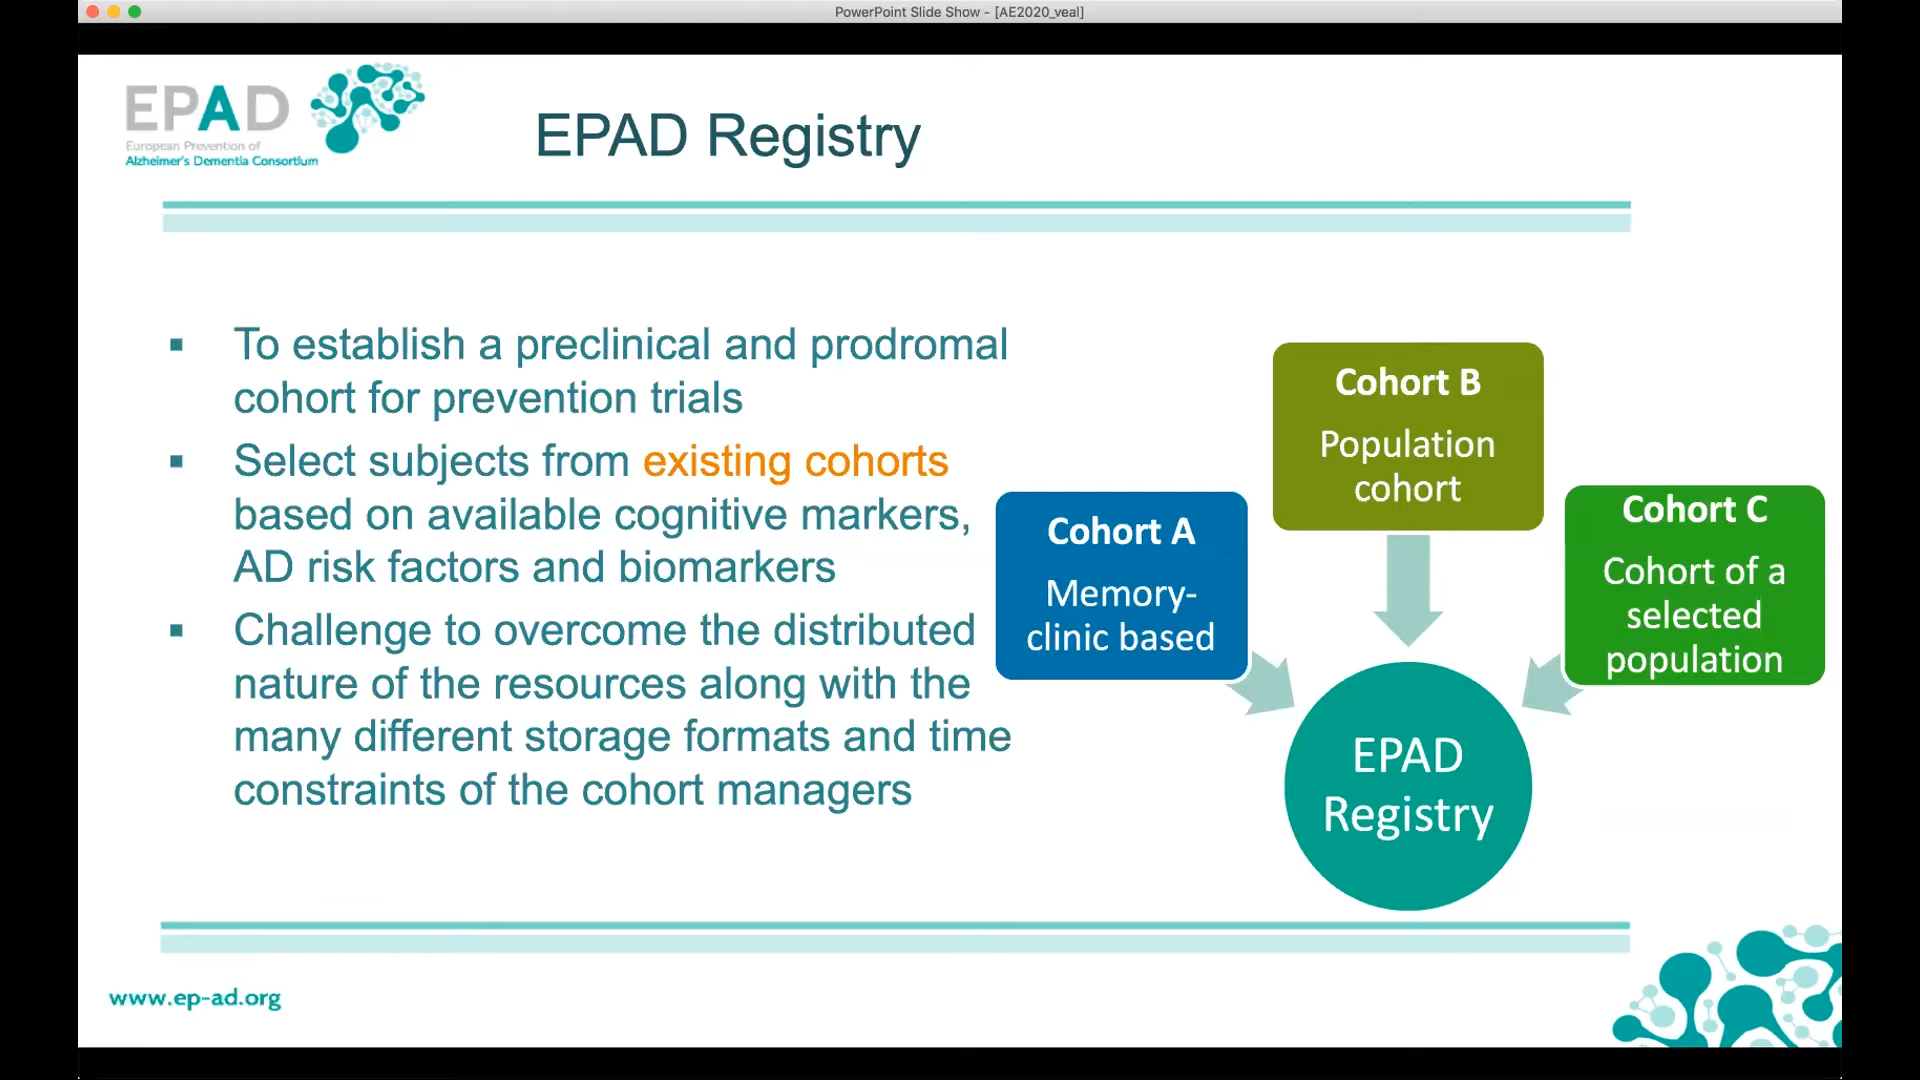 PowerPoint Slide Show - [AE2020_veal]
EPAD
European Prevention of
Alzheimer's Dementia Consortium
EPAD Registry
▪ To establish a preclinical and prodromal
cohort for prevention trials
▪ Select subjects from existing cohorts
based on available cognitive markers,
AD risk factors and biomarkers
▪ Challenge to overcome the distributed
nature of the resources along with the
many different storage formats and time
constraints of the cohort managers
Cohort A
Memory-
clinic based
Cohort B
Population
cohort
Cohort C
Cohort of a
selected
population
EPAD
Registry
www.ep-ad.org